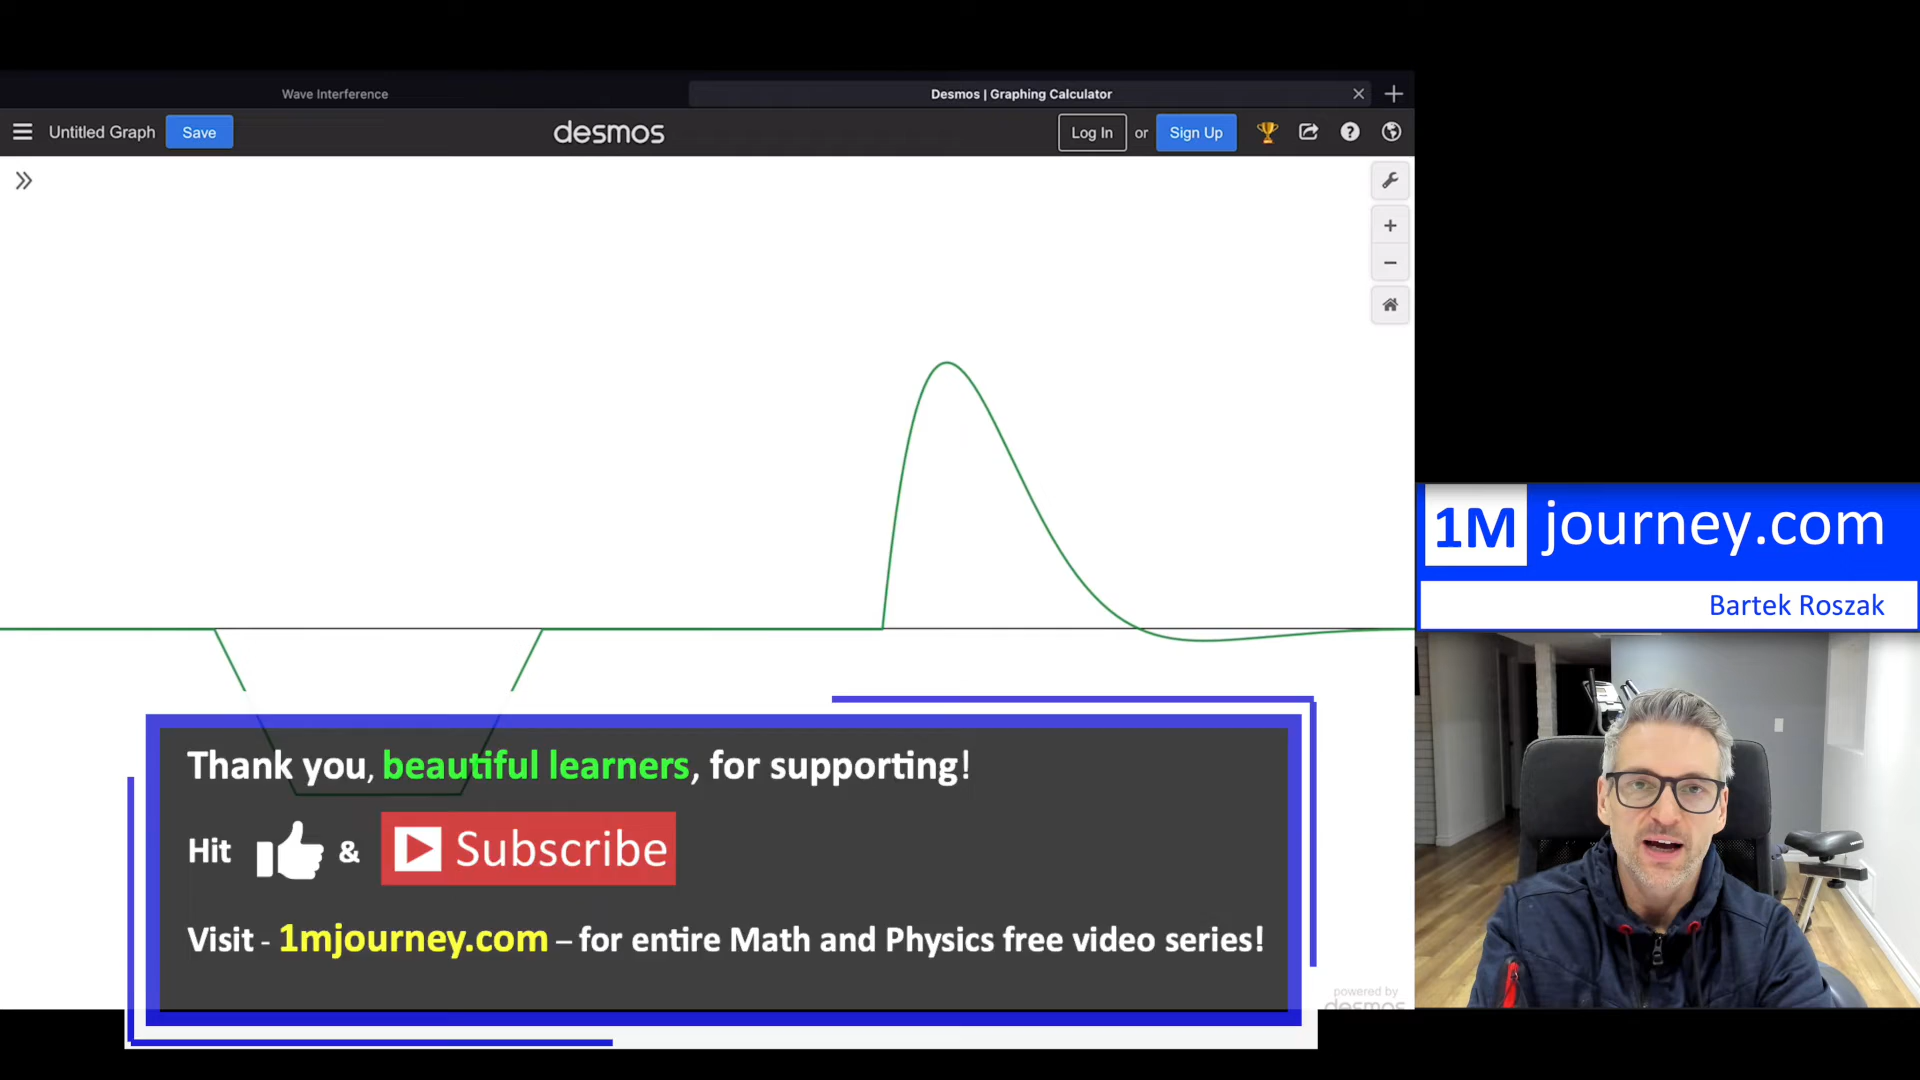 Wave Interference
Desmos | Graphing Calculator
Untitled Graph
Save
desmos
Log In or Sign Up
1M journey.com
Bartek Roszak
Thank you, beautiful learners, for supporting!
Hit & Subscribe
Visit - 1mjourney.com – for entire Math and Physics free video series!
powered by
desmos